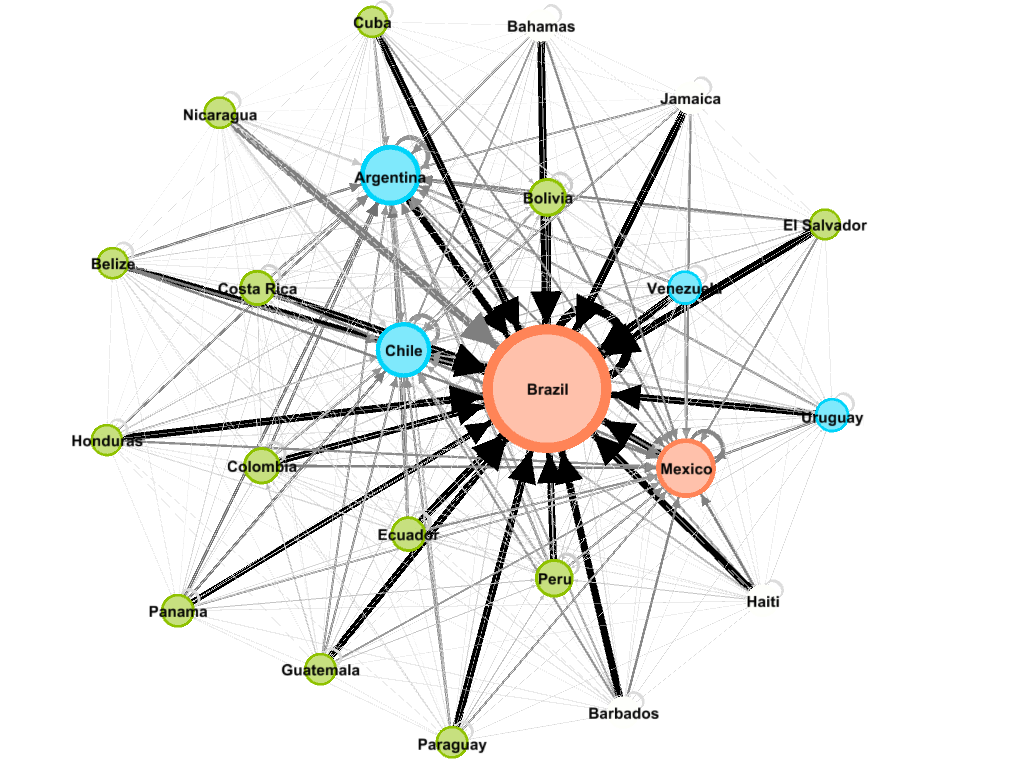 Cuba
Bahamas
Jamaica
Nicaragua
Argentina
Bolivia
El Salvador
Belize
Costa Rica
Venezuela
Chile
Brazil
Uruguay
Honduras
Colombia
Mexico
Ecuador
Peru
Haiti
Panama
Guatemala
Barbados
Paraguay